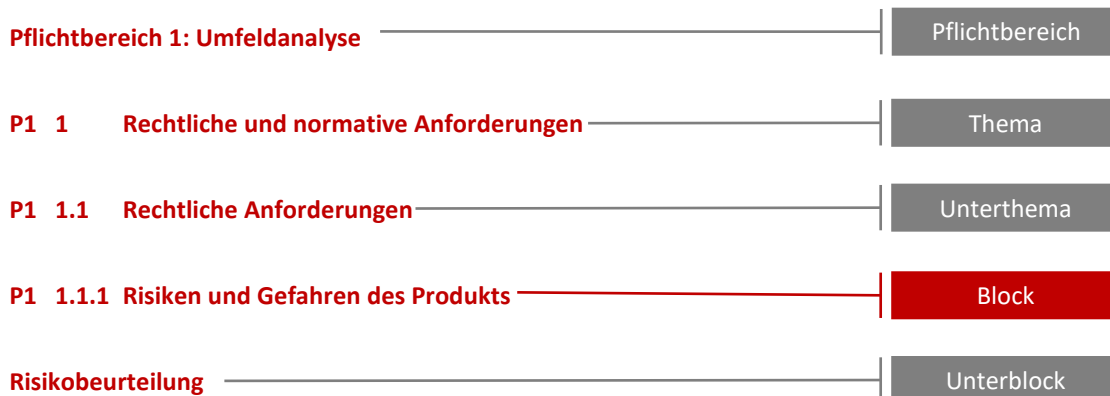 Pflichtbereich 1: Umfeldanalyse Pflichtbereich
P1 1 Rechtliche und normative Anforderungen Thema
P1 1.1 Rechtliche Anforderungen Unterthema
P1 1.1.1 Risiken und Gefahren des Produkts Block
Risikobeurteilung Unterblock